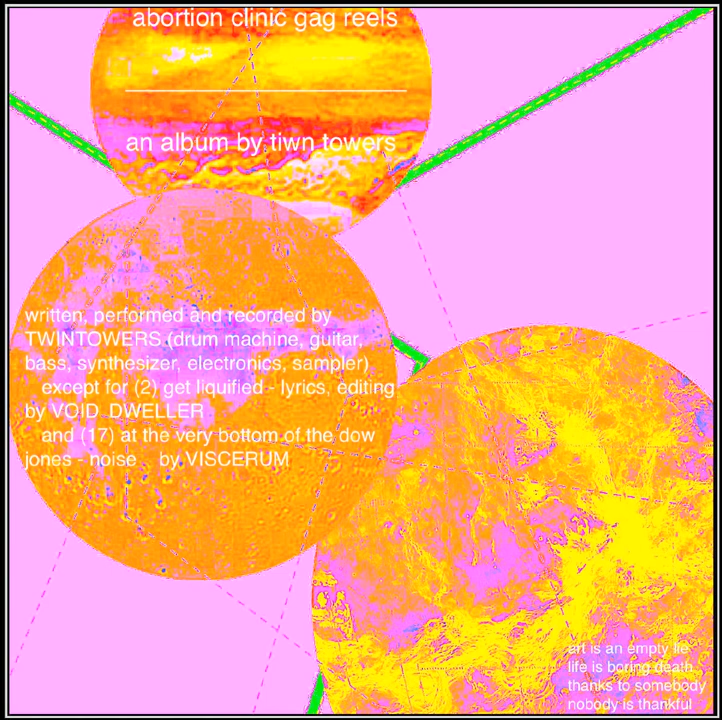 abortion clinic gag reels
an album by tiwn towers
written, performed and recorded by
TWINTOWERS (drum machine, guitar,
bass, synthesizer, electronics, sampler)
except for (2) get liquified - lyrics, editing
by VOID DWELLER
and (17) at the very bottom of the dow
jones - noise by VISCERUM
art is an empty lie
life is boring death
thanks to somebody
nobody is thankful